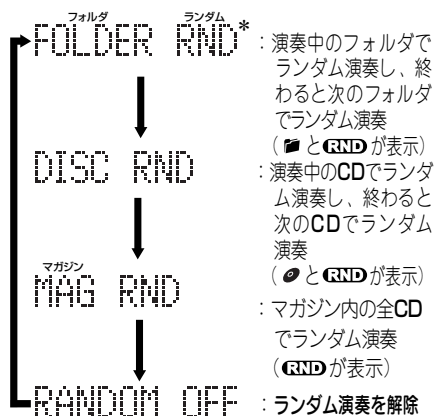 フォルダ ランダム
FOLDER RND*
：演奏中のフォルダで
ランダム演奏し、終
わると次のフォルダ
でランダム演奏
（ と RND が表示）
DISC RND
：演奏中のCDでランダ
ム演奏し、終わると
次のCDでランダム
演奏
（ と RND が表示）
マガジン
MAG RND
：マガジン内の全CD
でランダム演奏
（RND が表示）
RANDOM OFF
：ランダム演奏を解除